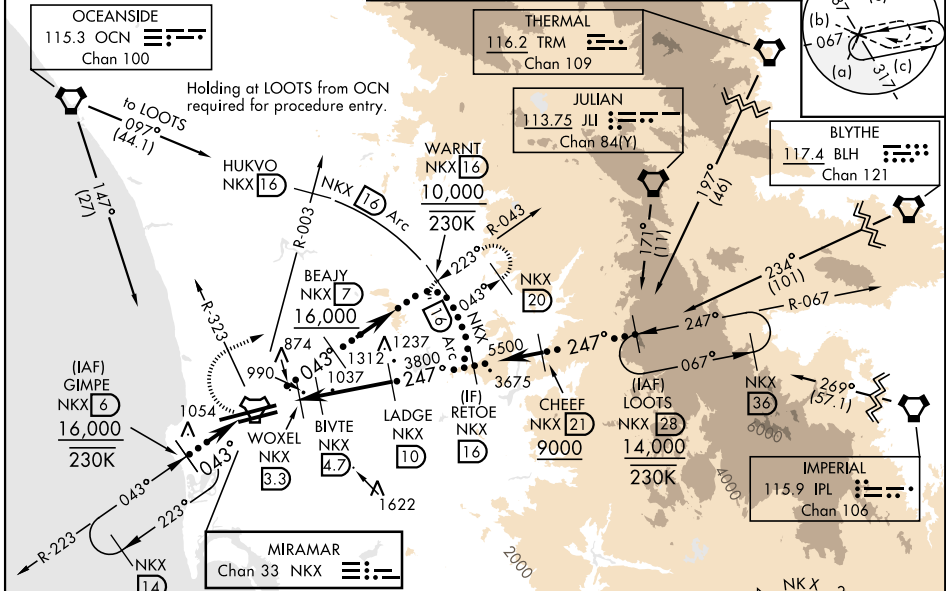 OCEANSIDE
115.3 OCN
Chan 100
to LOOTS
097°
(44.1)
147°
(27)
Holding at LOOTS from OCN
required for procedure entry.
THERMAL
116.2 TRM
Chan 109
JULIAN
113.75 JLI
Chan 84(Y)
BLYTHE
117.4 BLH
Chan 121
(b)
067
(a)
(c)
317
197°
(46)
171°
(11)
234°
(101)
R-067
HUKVO
NKX 16
NKX 16 Arc
R-003
WARNT
NKX 16
10,000
230K
R-043
223°
043°
NKX
20
BEAJY
NKX 7
16,000
16 Arc
NKX
R-323
874
990
043°
1312
1237
1037
3800
247°
5500
3675
247°
247°
067°
(IAF)
GIMPE
NKX 6
16,000
230K
1054
043°
WOXEL
NKX
3.3
BIVTE
NKX
4.7
LADGE
NKX
10
(IF)
RETOE
NKX
16
CHEEF
NKX 21
9000
(IAF)
LOOTS
NKX 28
14,000
230K
NKX
36
269°
(57.1)
6000
4000
2000
1622
043°
223°
R-223
NKX
14
MIRAMAR
Chan 33 NKX
IMPERIAL
115.9 IPL
Chan 106
NKX